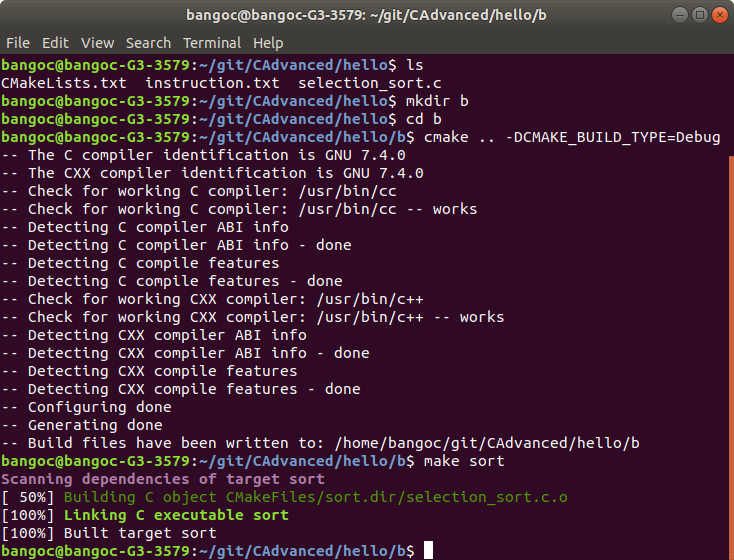 bangoc@bangoc-G3-3579: ~/git/CAdvanced/hello/b
File Edit View Search Terminal Help
bangoc@bangoc-G3-3579:~/git/CAdvanced/hello$ ls
CMakeLists.txt  instruction.txt  selection_sort.c
bangoc@bangoc-G3-3579:~/git/CAdvanced/hello$ mkdir b
bangoc@bangoc-G3-3579:~/git/CAdvanced/hello$ cd b
bangoc@bangoc-G3-3579:~/git/CAdvanced/hello/b$ cmake .. -DCMAKE_BUILD_TYPE=Debug
-- The C compiler identification is GNU 7.4.0
-- The CXX compiler identification is GNU 7.4.0
-- Check for working C compiler: /usr/bin/cc
-- Check for working C compiler: /usr/bin/cc -- works
-- Detecting C compiler ABI info
-- Detecting C compiler ABI info - done
-- Detecting C compile features
-- Detecting C compile features - done
-- Check for working CXX compiler: /usr/bin/c++
-- Check for working CXX compiler: /usr/bin/c++ -- works
-- Detecting CXX compiler ABI info
-- Detecting CXX compiler ABI info - done
-- Detecting CXX compile features
-- Detecting CXX compile features - done
-- Configuring done
-- Generating done
-- Build files have been written to: /home/bangoc/git/CAdvanced/hello/b
bangoc@bangoc-G3-3579:~/git/CAdvanced/hello/b$ make sort
Scanning dependencies of target sort
[ 50%] Building C object CMakeFiles/sort.dir/selection_sort.c.o
[100%] Linking C executable sort
[100%] Built target sort
bangoc@bangoc-G3-3579:~/git/CAdvanced/hello/b$